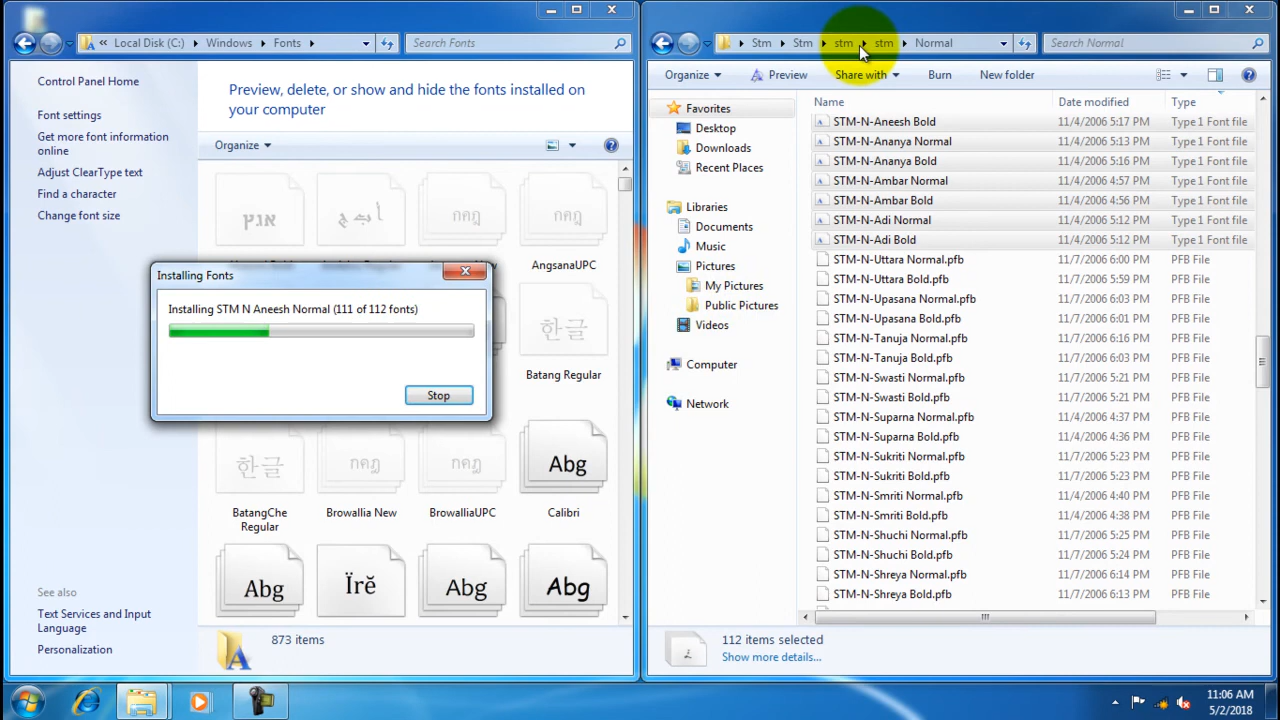 Local Disk (C:) Windows Fonts
Search Fonts
Control Panel Home
Font settings
Get more font information
online
Adjust ClearType text
Find a character
Change font size
See also
Text Services and Input
Language
Personalization
Preview, delete, or show and hide the fonts installed on
your computer
Organize
אבגץ
กคฎ
กคฎ
AngsanaUPC
한글
Batang Regular
한글
กคฎ
กคฎ
Abg
BatangChe
Regular
Browallia New
BrowalliaUPC
Calibri
Abg
Ïrĕ
Abg
Abg
873 items
Installing Fonts
Installing STM N Aneesh Normal (111 of 112 fonts)
Stop
Stm Stm stm stm Normal
Search Normal
Organize Preview Share with Burn New folder
Favorites
Desktop
Downloads
Recent Places
Libraries
Documents
Music
Pictures
My Pictures
Public Pictures
Videos
Computer
Network
Name Date modified Type
STM-N-Aneesh Bold 11/4/2006 5:17 PM Type 1 Font file
STM-N-Ananya Normal 11/4/2006 5:13 PM Type 1 Font file
STM-N-Ananya Bold 11/4/2006 5:16 PM Type 1 Font file
STM-N-Ambar Normal 11/4/2006 4:57 PM Type 1 Font file
STM-N-Ambar Bold 11/4/2006 4:56 PM Type 1 Font file
STM-N-Adi Normal 11/4/2006 5:12 PM Type 1 Font file
STM-N-Adi Bold 11/4/2006 5:12 PM Type 1 Font file
STM-N-Uttara Normal.pfb 11/7/2006 6:00 PM PFB File
STM-N-Uttara Bold.pfb 11/7/2006 5:59 PM PFB File
STM-N-Upasana Normal.pfb 11/7/2006 6:03 PM PFB File
STM-N-Upasana Bold.pfb 11/7/2006 6:03 PM PFB File
STM-N-Tanuja Normal.pfb 11/7/2006 6:16 PM PFB File
STM-N-Tanuja Bold.pfb 11/7/2006 6:03 PM PFB File
STM-N-Swasti Normal.pfb 11/7/2006 5:21 PM PFB File
STM-N-Swasti Bold.pfb 11/7/2006 5:21 PM PFB File
STM-N-Suparna Normal.pfb 11/4/2006 4:37 PM PFB File
STM-N-Suparna Bold.pfb 11/4/2006 4:36 PM PFB File
STM-N-Sukriti Normal.pfb 11/7/2006 5:25 PM PFB File
STM-N-Sukriti Bold.pfb 11/7/2006 5:25 PM PFB File
STM-N-Smriti Normal.pfb 11/4/2006 4:40 PM PFB File
STM-N-Smriti Bold.pfb 11/4/2006 4:38 PM PFB File
STM-N-Shuchi Normal.pfb 11/7/2006 5:25 PM PFB File
STM-N-Shuchi Bold.pfb 11/7/2006 5:24 PM PFB File
STM-N-Shreya Normal.pfb 11/7/2006 6:14 PM PFB File
STM-N-Shreya Bold.pfb 11/7/2006 6:13 PM PFB File
112 items selected
Show more details...
11:06 AM
5/2/2018